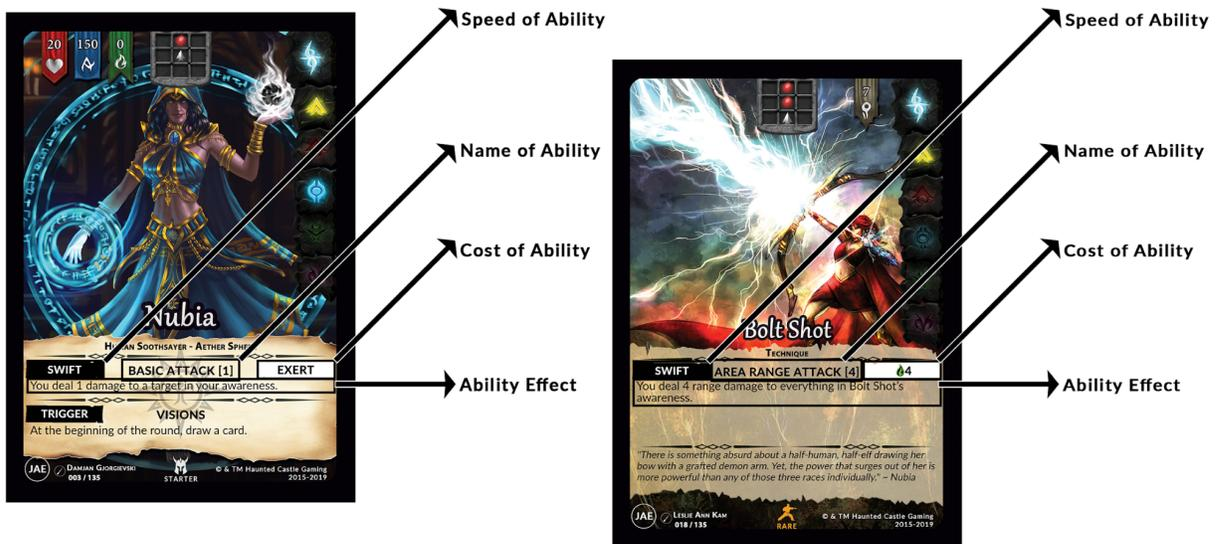 20 150 0
Nubia
Human Soothsayer - Aether Sphere
SWIFT BASIC ATTACK [1] EXERT
You deal 1 damage to a target in your awareness.
TRIGGER VISIONS
At the beginning of the round, draw a card.
JAE Damjan Gjorgievski
003 / 135
STARTER
© & TM Haunted Castle Gaming
2015-2019
Speed of Ability
Name of Ability
Cost of Ability
Ability Effect
7
Bolt Shot
Technique
SWIFT AREA RANGE ATTACK [4] 4
You deal 4 range damage to everything in Bolt Shot's
awareness.
"There is something absurd about a half-human, half-elf drawing her
bow with a grafted demon arm. Yet, the power that surges out of her is
more powerful than any of those three races individually." ~ Nubia
JAE Leslie Ann Kam
018 / 135
RARE
© & TM Haunted Castle Gaming
2015-2019
Speed of Ability
Name of Ability
Cost of Ability
Ability Effect